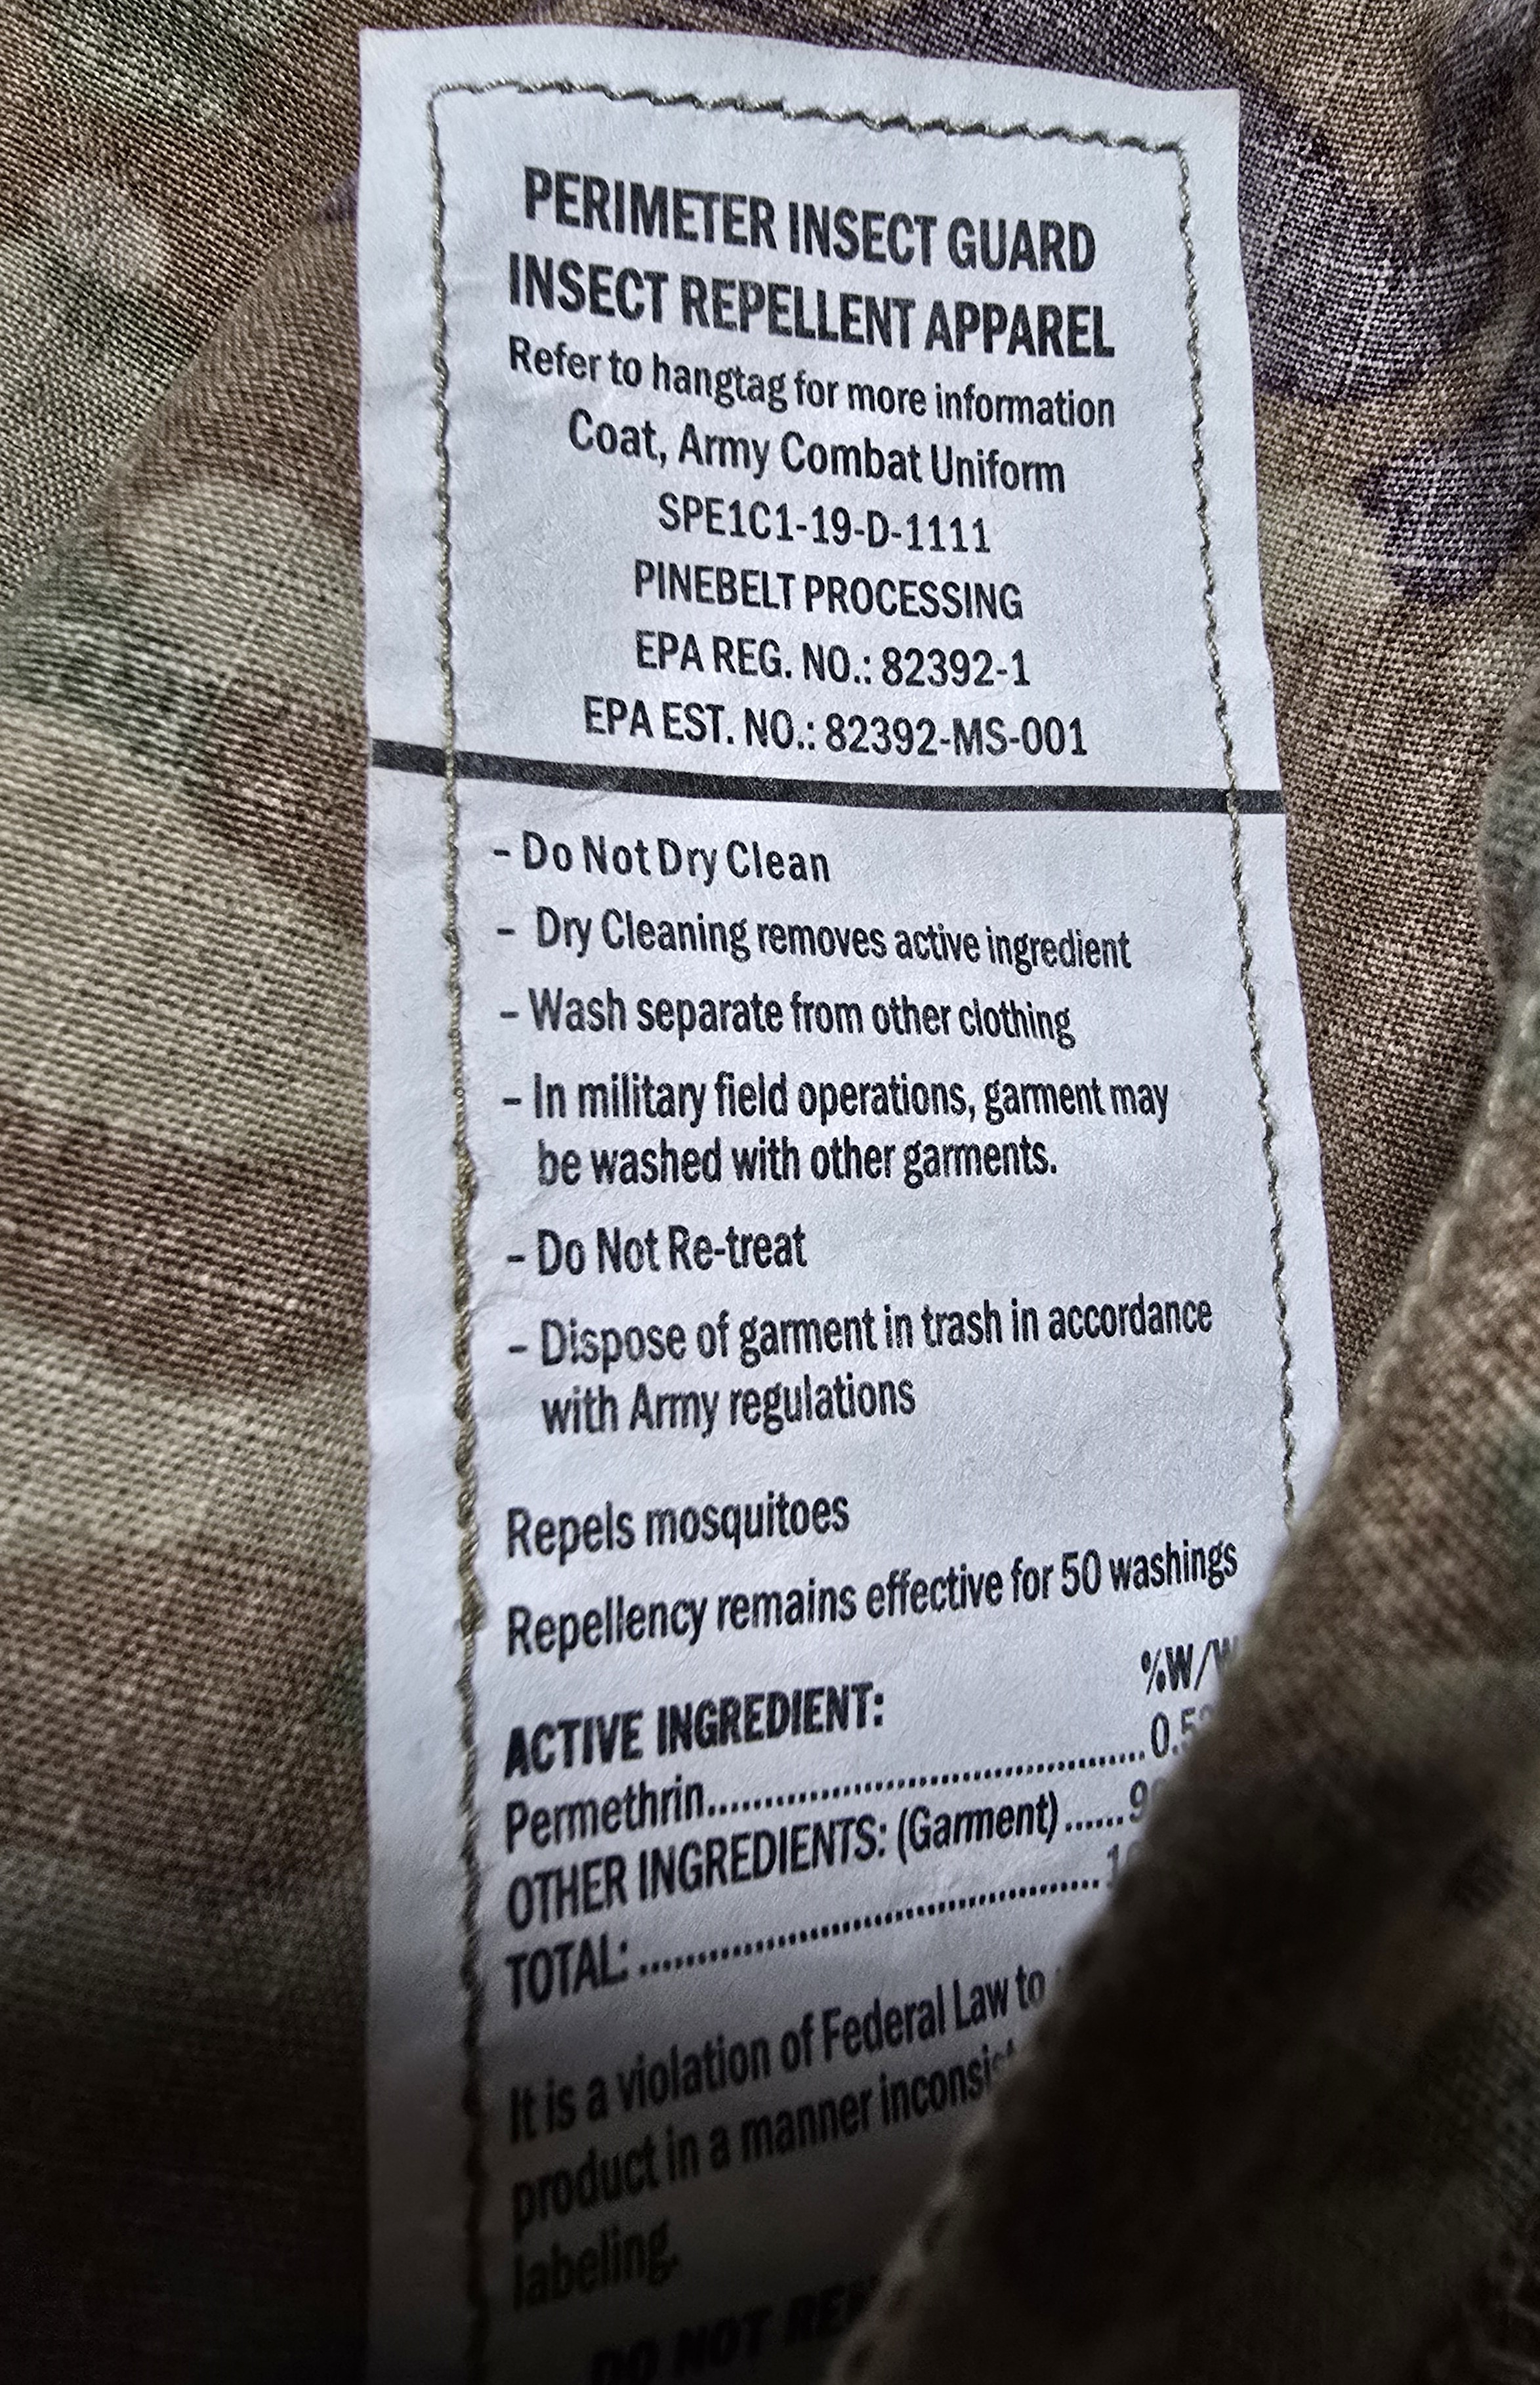 PERIMETER INSECT GUARD
INSECT REPELLENT APPAREL
Refer to hangtag for more information
Coat, Army Combat Uniform
SPE1C1-19-D-1111
PINEBELT PROCESSING
EPA REG. NO.: 82392-1
EPA EST. NO.: 82392-MS-001
- Do Not Dry Clean
- Dry Cleaning removes active ingredient
- Wash separate from other clothing
- In military field operations, garment may
be washed with other garments.
- Do Not Re-treat
- Dispose of garment in trash in accordance
with Army regulations
Repels mosquitoes
Repellency remains effective for 50 washings
%W/W
ACTIVE INGREDIENT:
Permethrin
OTHER INGREDIENTS: (Garment)
TOTAL:
It is a violation of Federal Law to
product in a manner
labeling.
DO NOT